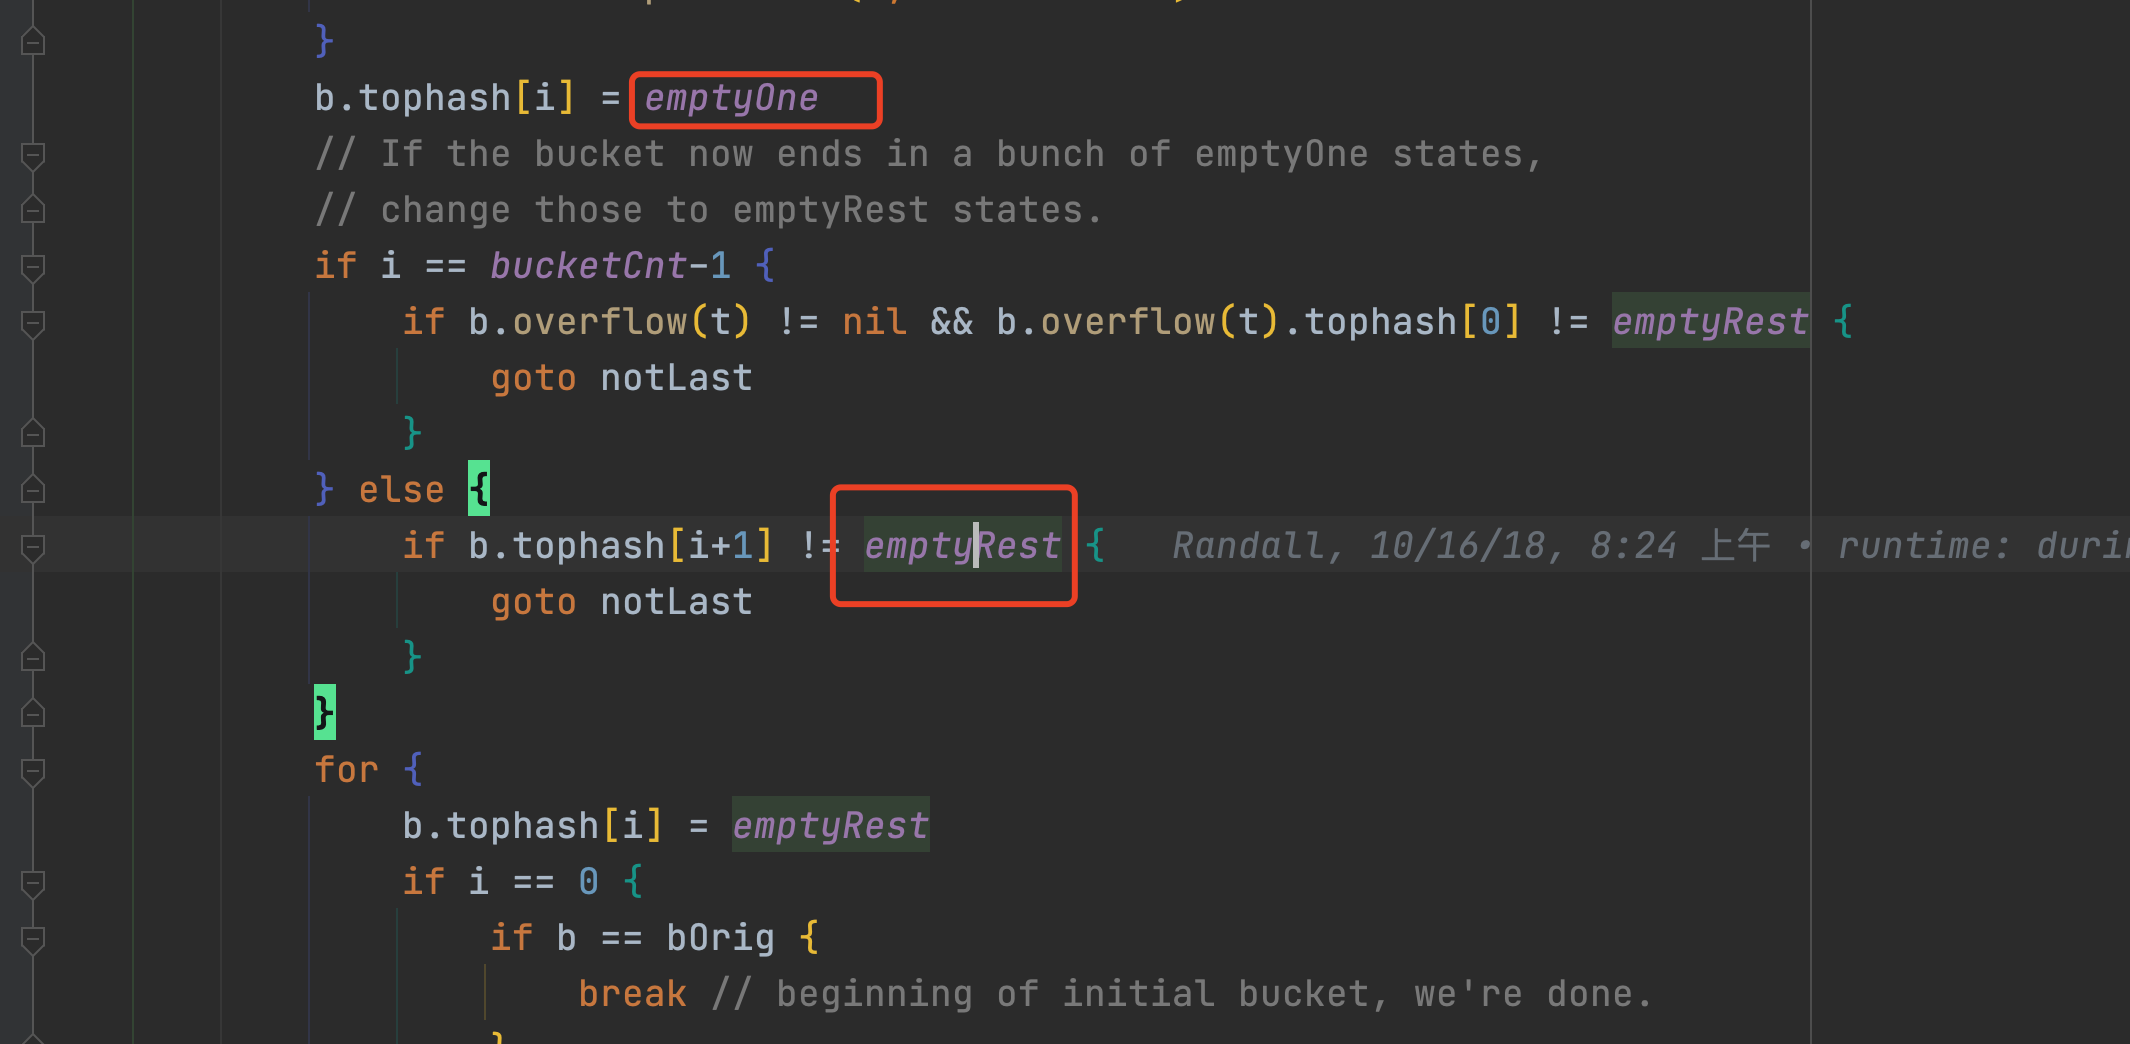 }
b.tophash[i] = emptyOne
// If the bucket now ends in a bunch of emptyOne states,
// change those to emptyRest states.
if i == bucketCnt-1 {
if b.overflow(t) != nil && b.overflow(t).tophash[0] != emptyRest {
goto notLast
}
} else {
if b.tophash[i+1] != emptyRest { Randall, 10/16/18, 8:24 上午 • runtime:
goto notLast
}
}
for {
b.tophash[i] = emptyRest
if i == 0 {
if b == bOrig {
break // beginning of initial bucket, we're done.
}